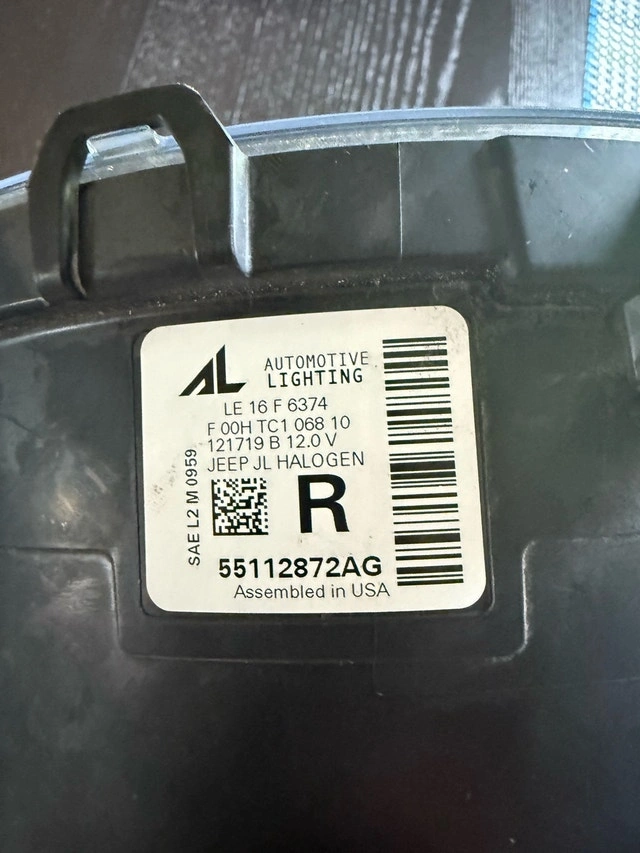 AL AUTOMOTIVE
LIGHTING
LE 16 F 6374
F 00H TC1 068 10
121719 B 12.0 V
JEEP JL HALOGEN
SAE L2 M 0959
R
55112872AG
Assembled in USA